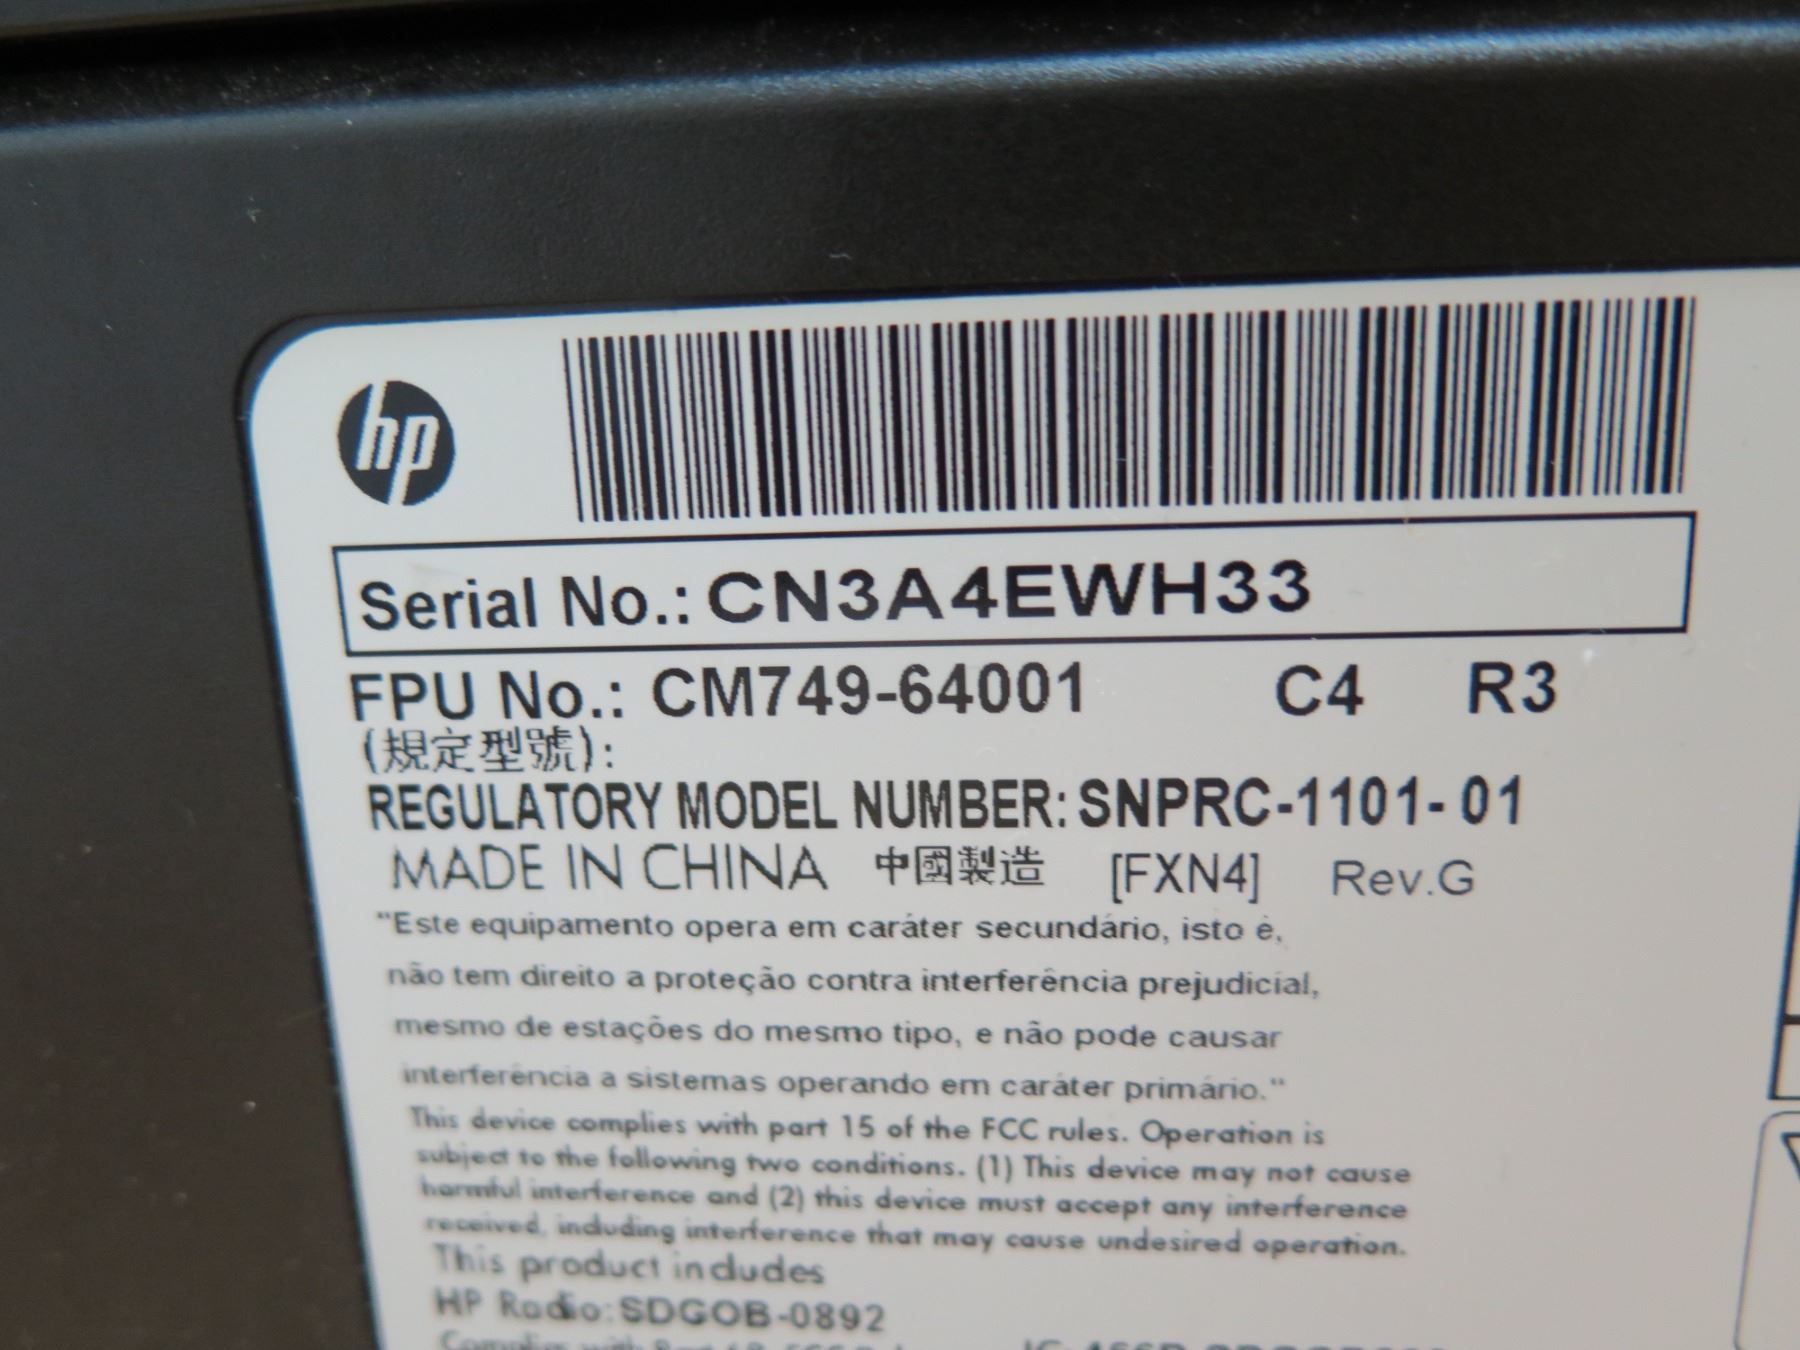 hp
Serial No.: CN3A4EWH33
FPU No.: CM749-64001 C4 R3
(規定型號):
REGULATORY MODEL NUMBER: SNPRC-1101-01
MADE IN CHINA 中國製造 [FXN4] Rev.G
"Este equipamento opera em caráter secundário, isto é,
não tem direito a proteção contra interferência prejudicial,
mesmo de estações do mesmo tipo, e não pode causar
interferência a sistemas operando em caráter primário."
This device complies with part 15 of the FCC rules. Operation is
subject to the following two conditions. (1) This device may not cause
harmful interference and (2) this device must accept any interference
received, including interference that may cause undesired operation.
This product includes
HP Radio: SDGOB-0892
Complies with Part